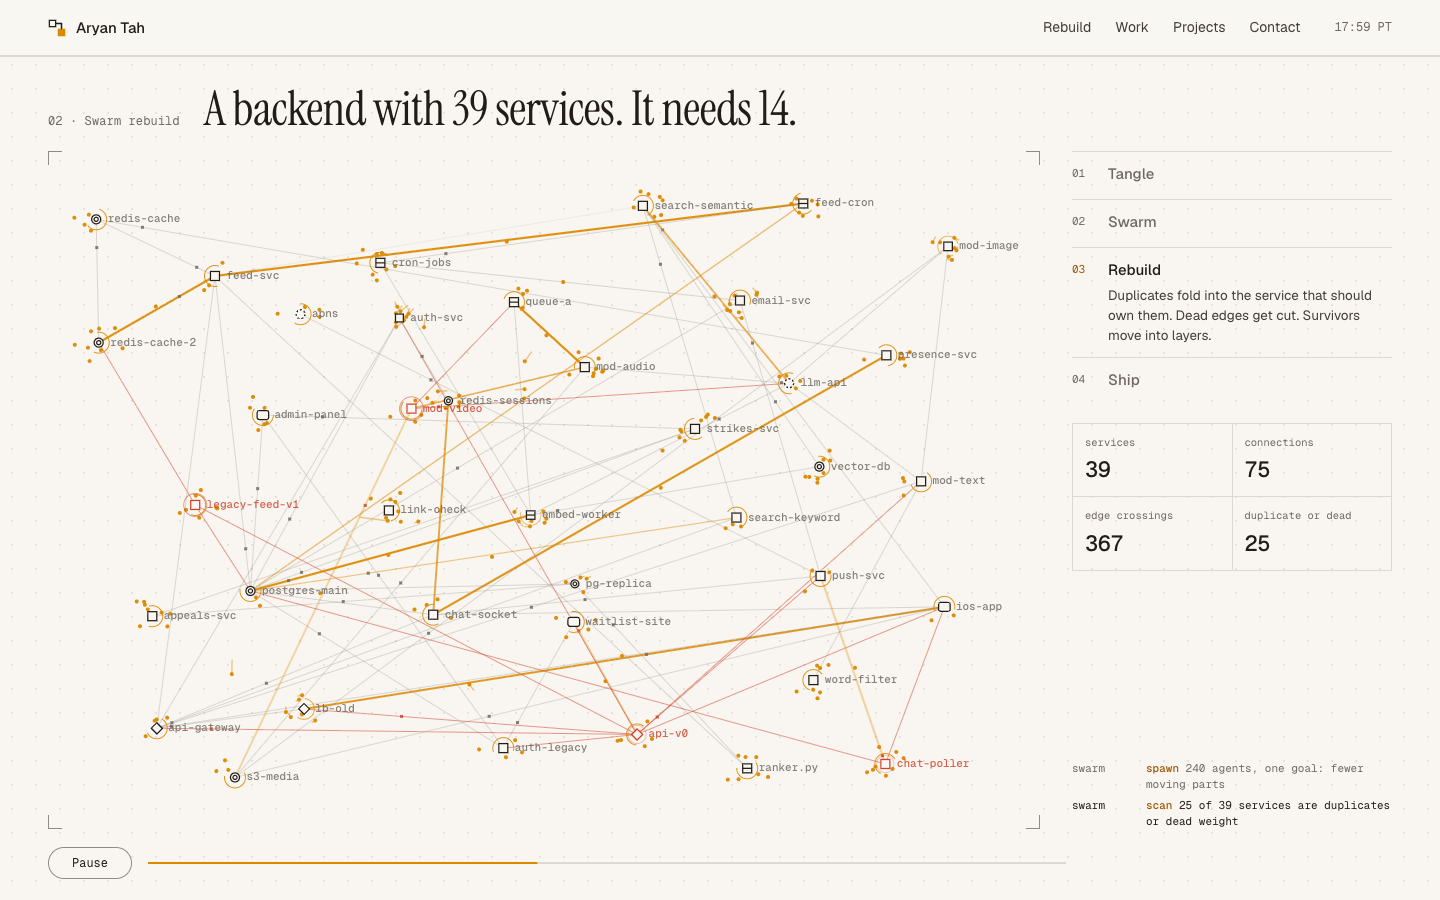 Aryan Tah
Rebuild
Work
Projects
Contact
17:59 PT
02 · Swarm rebuild
A backend with 39 services. It needs 14.
redis-cache
search-semantic
feed-cron
mod-image
feed-svc
cron-jobs
queue-a
email-svc
apns
auth-svc
redis-cache-2
presence-svc
mod-audio
llm-api
redis-sessions
mod-video
admin-panel
strikes-svc
vector-db
mod-text
legacy-feed-v1
link-check
embed-worker
search-keyword
postgres-main
pg-replica
push-svc
appeals-svc
chat-socket
waitlist-site
ios-app
word-filter
lb-old
api-gateway
api-v0
auth-legacy
s3-media
ranker.py
chat-poller
01
Tangle
02
Swarm
03
Rebuild
Duplicates fold into the service that should
own them. Dead edges get cut. Survivors
move into layers.
04
Ship
services
39
connections
75
edge crossings
367
duplicate or dead
25
swarm spawn 240 agents, one goal: fewer
moving parts
swarm scan 25 of 39 services are duplicates
or dead weight
Pause